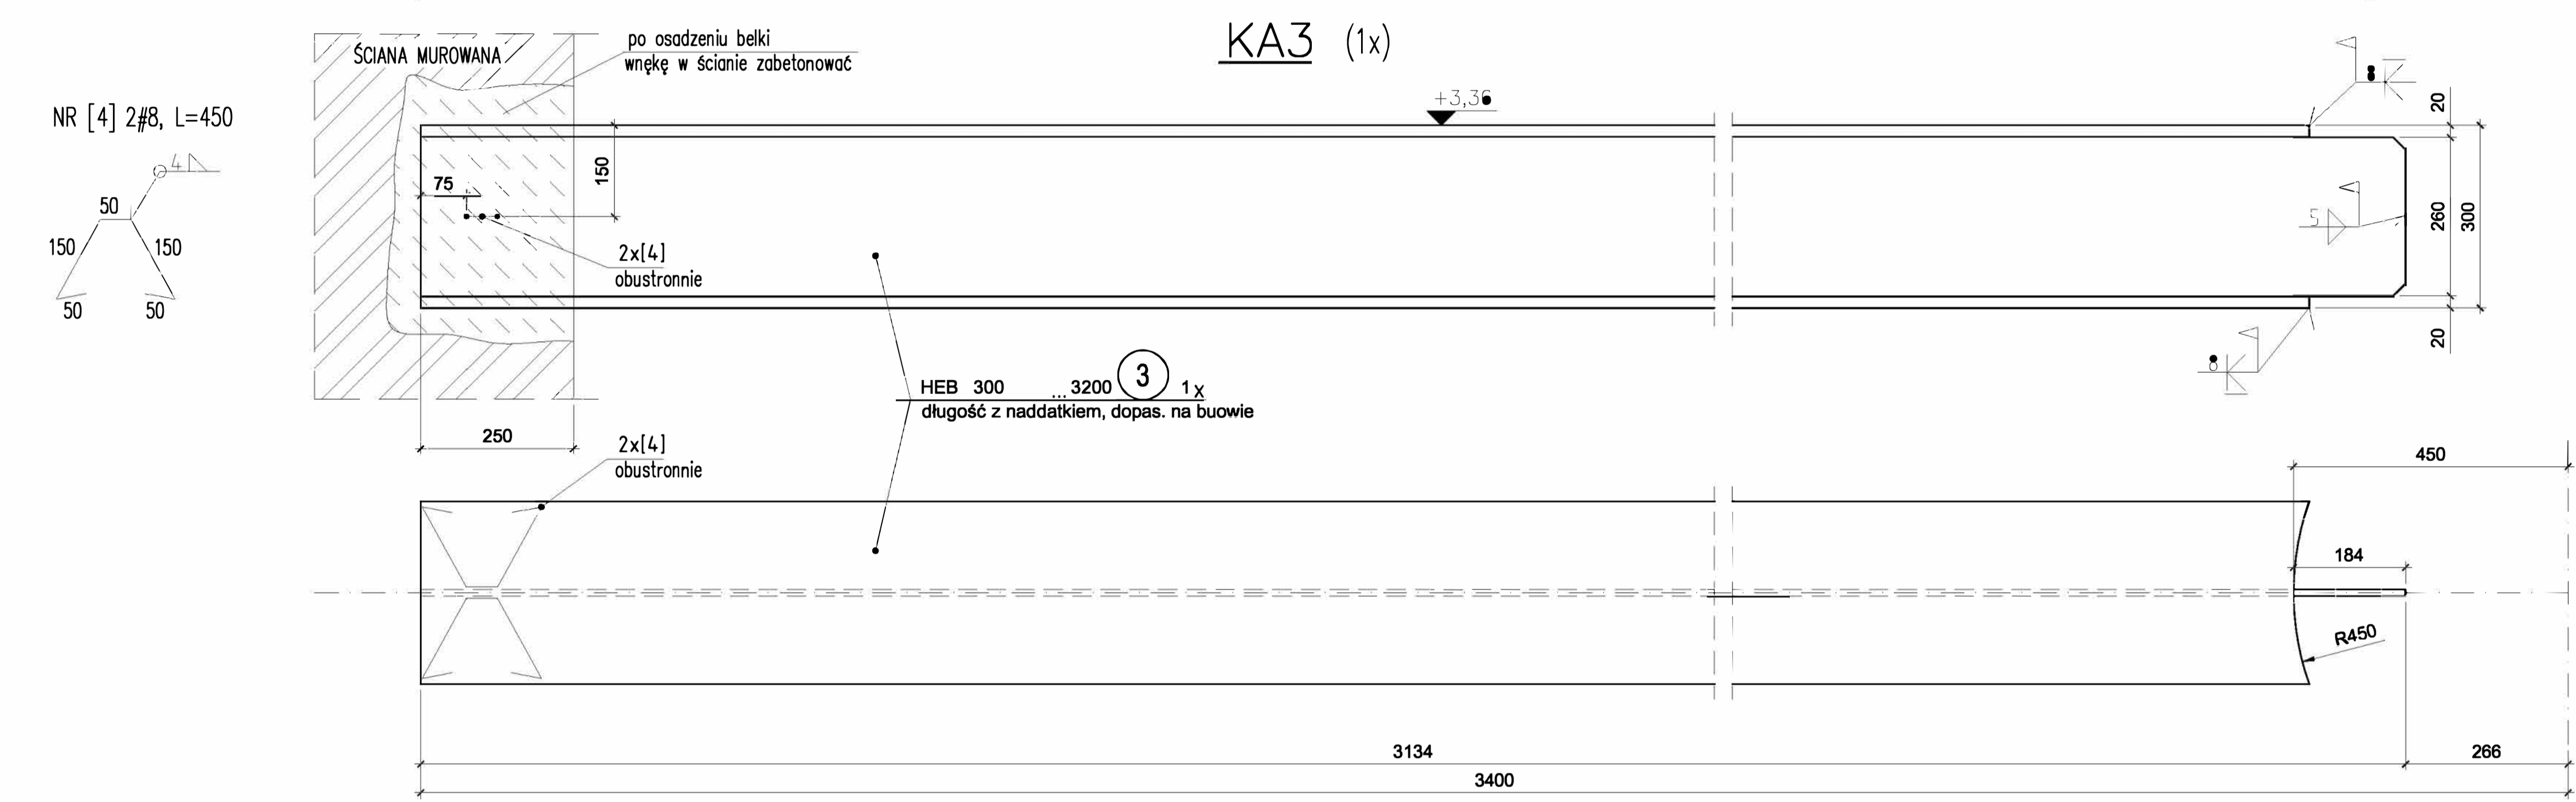 KA3 (1x)
ŚCIANA MUROWANA
po osadzeniu belki
wnękę w ścianie zabetonować
NR [4] 2#8, L=450
4
50
150
150
50
50
75
150
2x[4]
obustronnie
250
+3,36
HEB 300 ...3200 3 1x
długość z naddatkiem, dopas. na buowie
8
5
8
20
260
300
20
2x[4]
obustronnie
450
184
R450
3134
266
3400